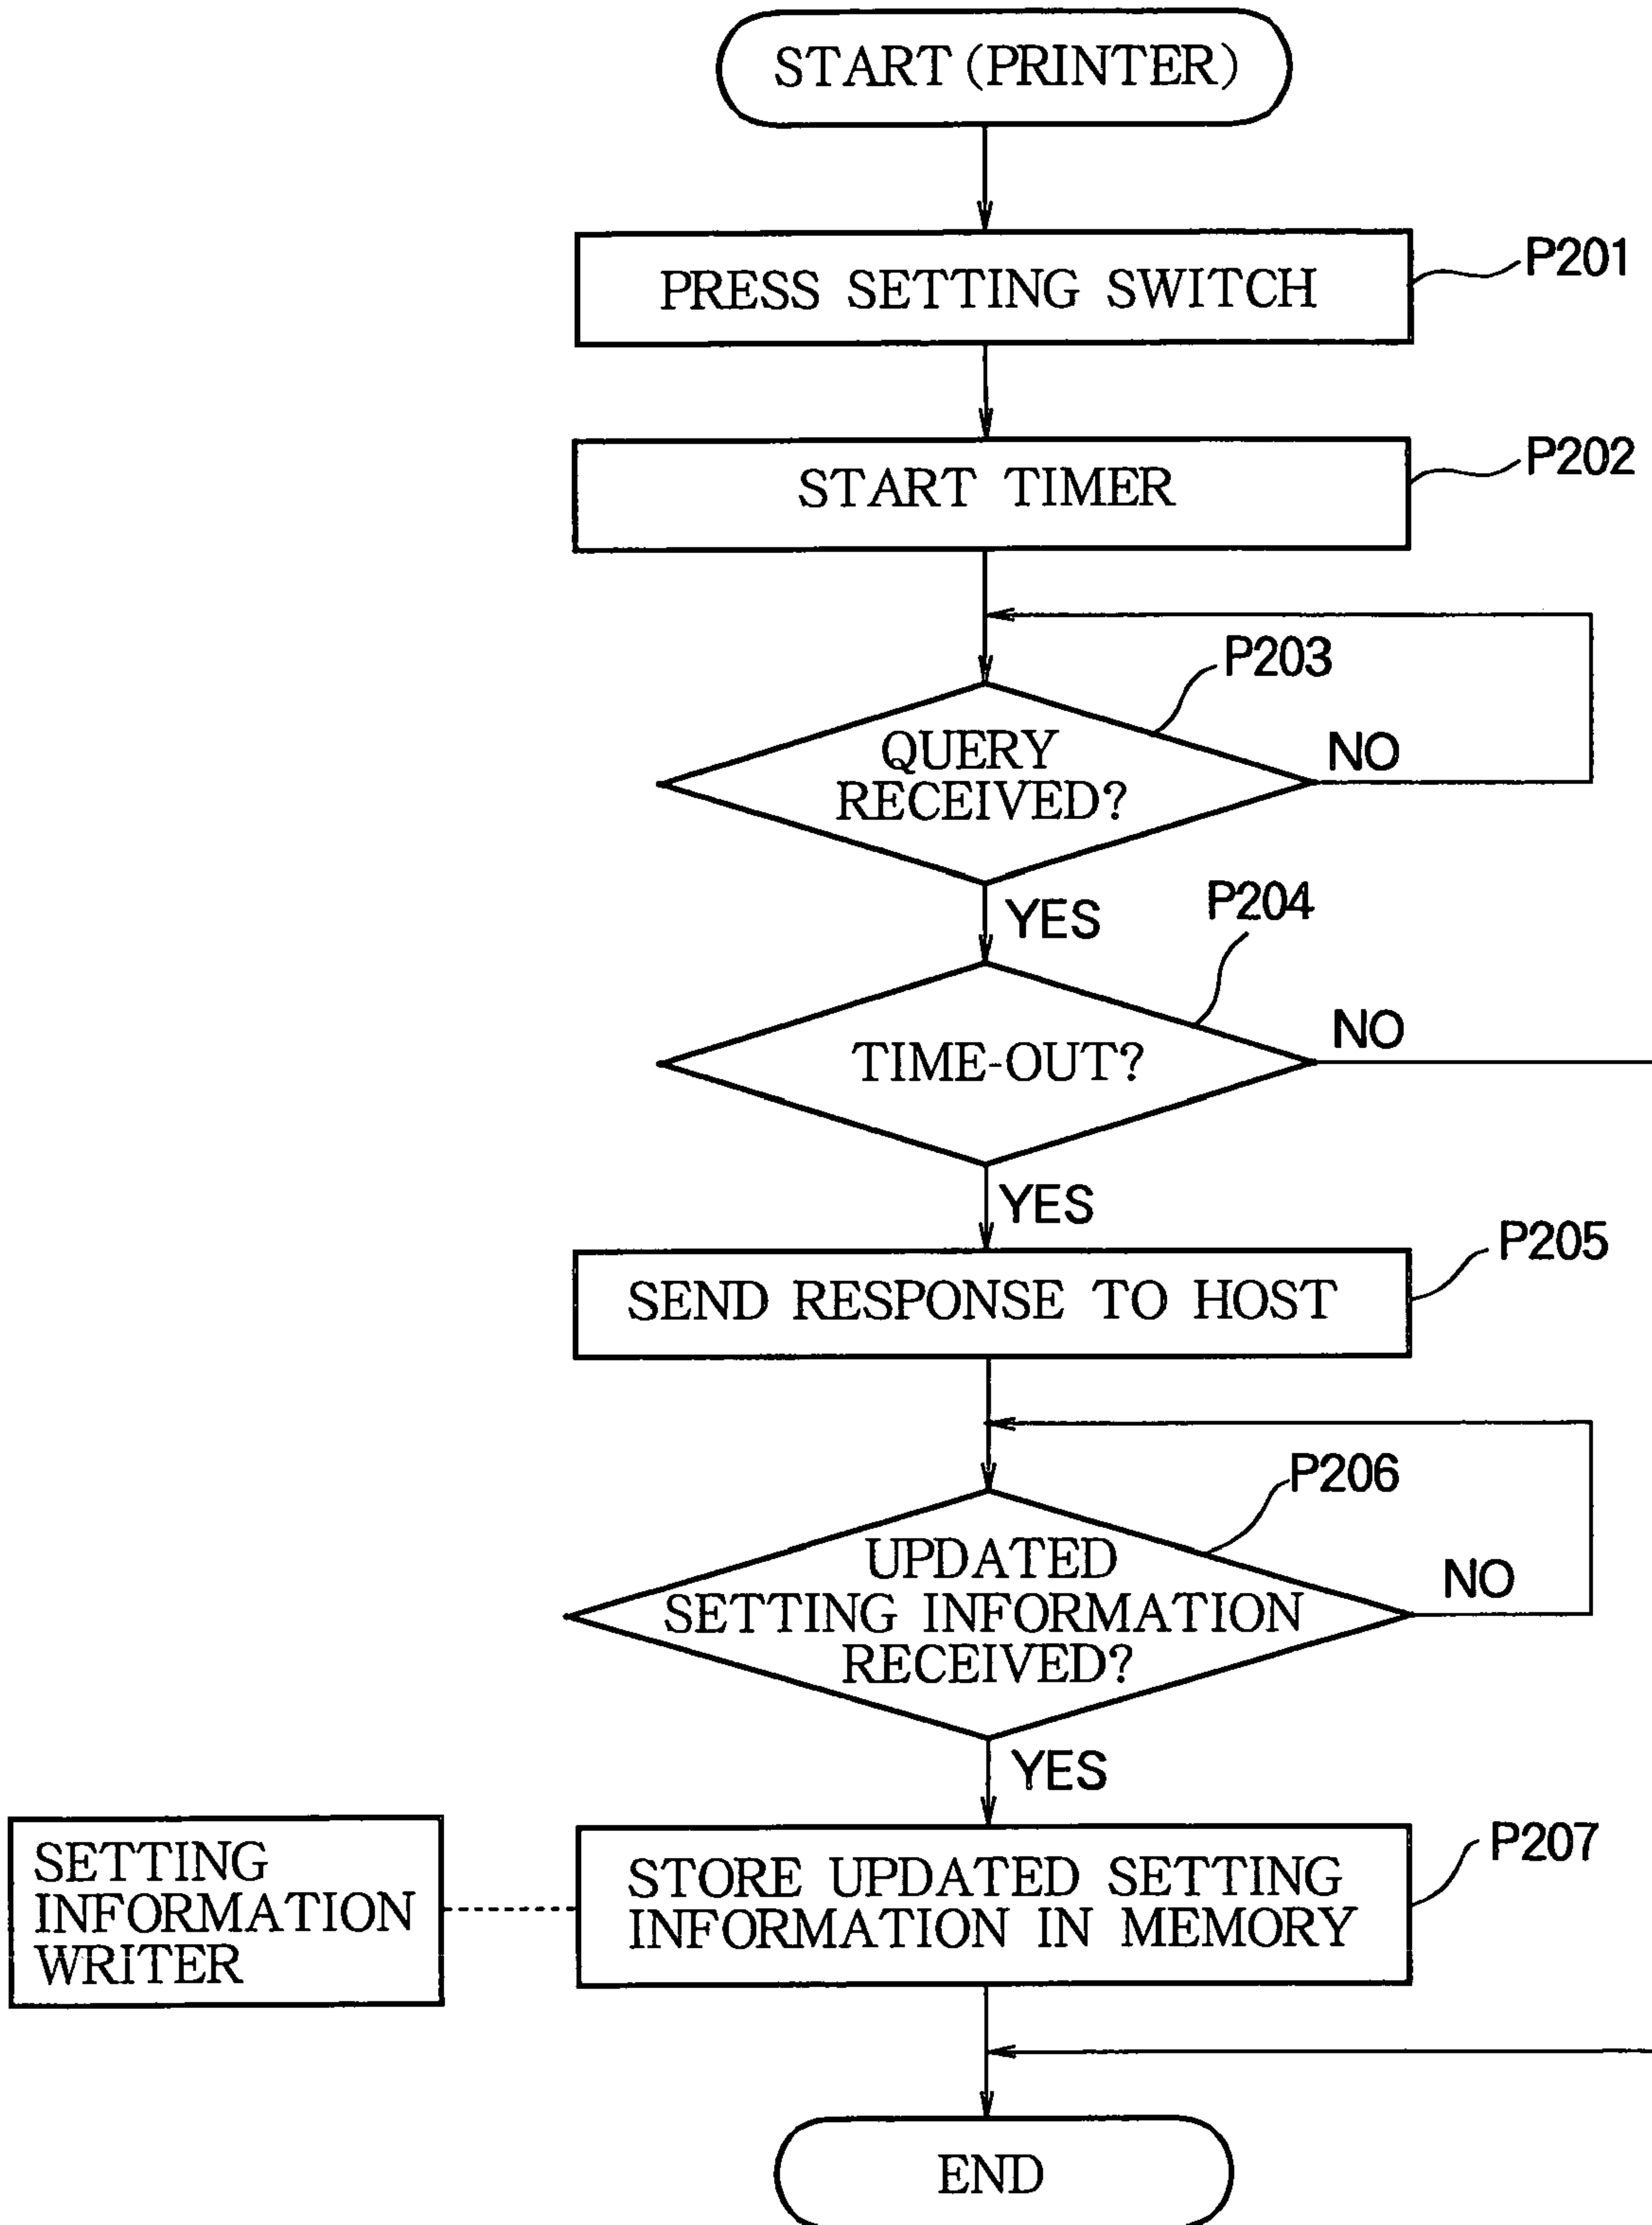 START (PRINTER)
PRESS SETTING SWITCH
P201
START TIMER
P202
P203
QUERY
RECEIVED?
NO
YES
P204
TIME-OUT?
NO
YES
P205
SEND RESPONSE TO HOST
P206
UPDATED
SETTING INFORMATION
RECEIVED?
NO
YES
P207
SETTING
INFORMATION
WRITER
STORE UPDATED SETTING
INFORMATION IN MEMORY
END